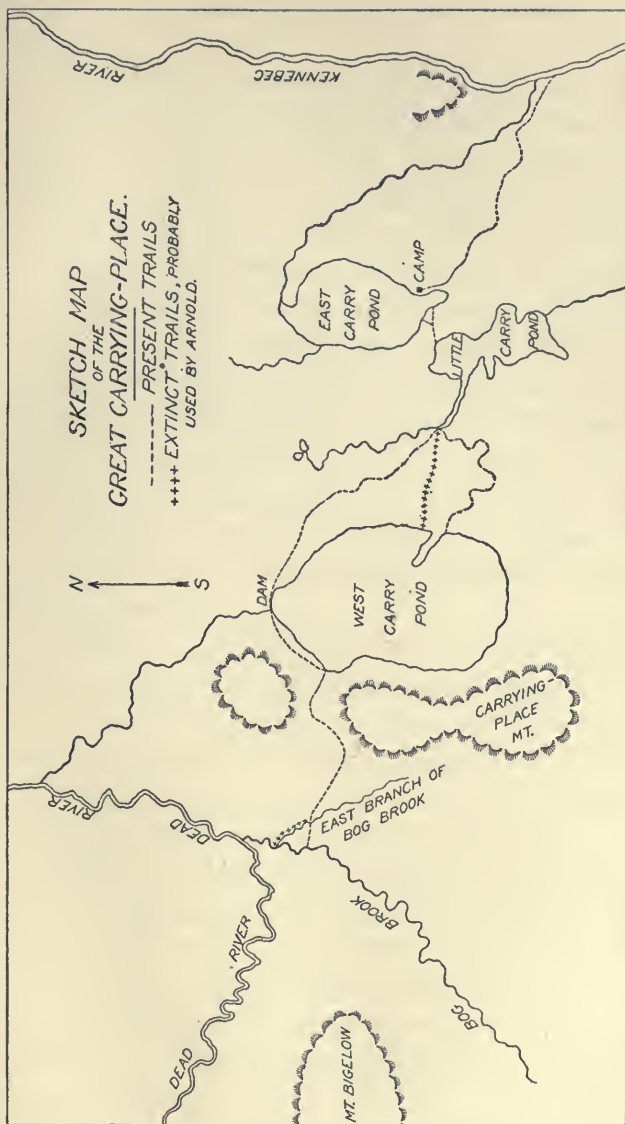 SKETCH MAP
OF THE
GREAT CARRYING-PLACE.
------ PRESENT TRAILS
++++ EXTINCT TRAILS, PROBABLY
USED BY ARNOLD.
N
S
RIVER
KENNEBEC
EAST
CARRY
POND
CAMP
LITTLE
CARRY
POND
DAM
WEST
CARRY
POND
CARRYING-
PLACE
MT.
RIVER
DEAD
EAST BRANCH OF
BOG BROOK
DEAD
RIVER
BROOK
BOG
MT. BIGELOW